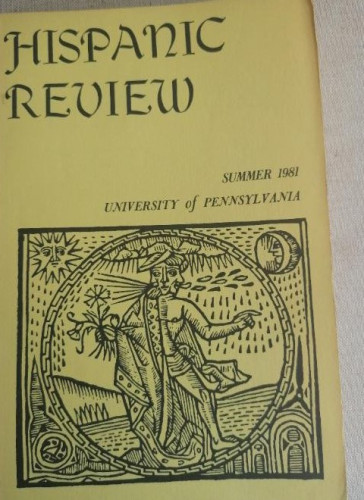 HISPANIC
REVIEW
SUMMER 1981
UNIVERSITY of PENNSYLVANIA